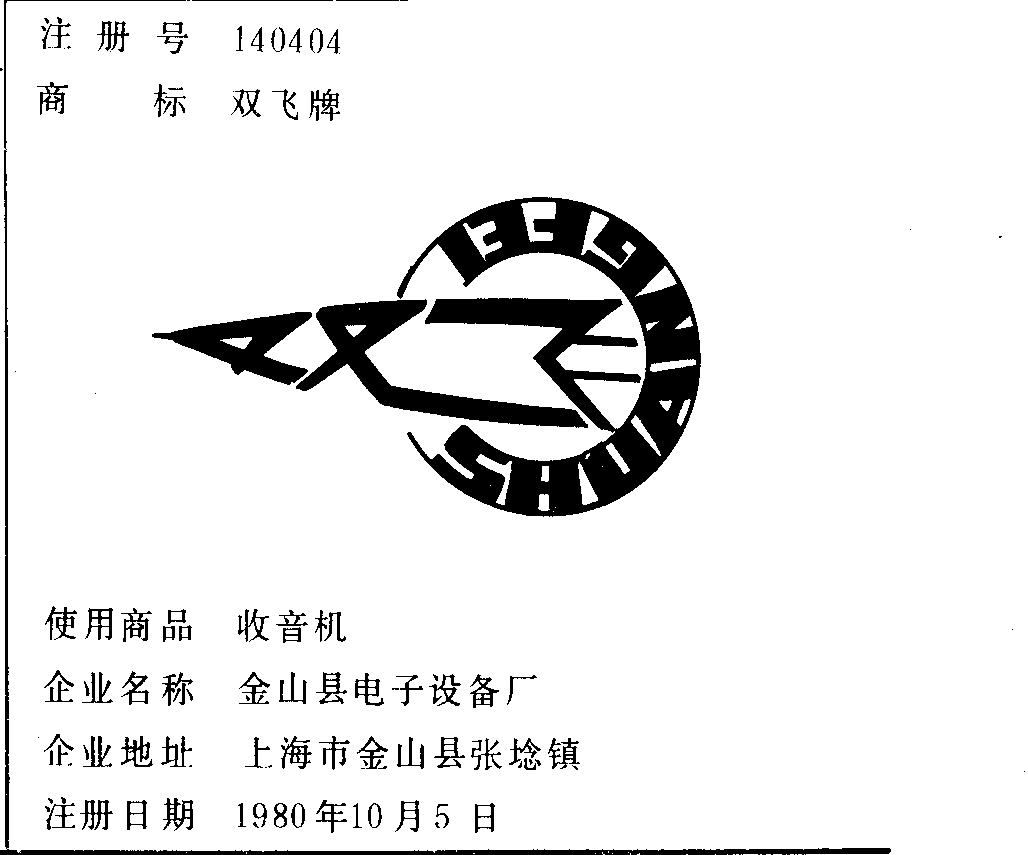 注册号 140404
商标 双飞牌
SHUANGFEI
使用商品 收音机
企业名称 金山县电子设备厂
企业地址 上海市金山县张埝镇
注册日期 1980年10月5日